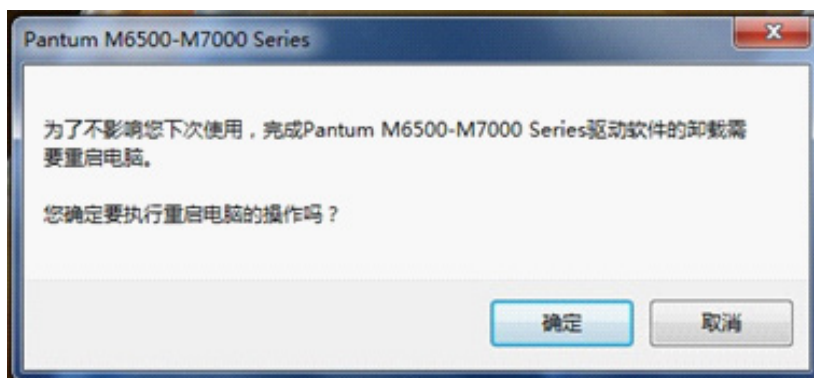 Pantum M6500-M7000 Series
为了不影响您下次使用，完成Pantum M6500-M7000 Series驱动软件的卸载需
要重启电脑。
您确定要执行重启电脑的操作吗？
确定
取消